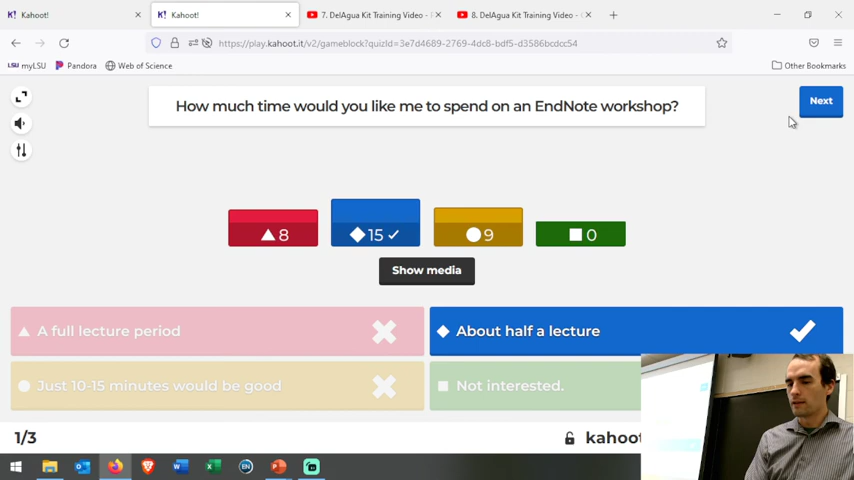 Kahoot!
Kahoot!
7. DelAgua Kit Training Video -
8. DelAgua Kit Training Video -
https://play.kahoot.it/v2/gameblock?quizId=3e7d4689-2769-4dc8-bdf5-d3586bcdcc54
LSU myLSU
Pandora
Web of Science
Other Bookmarks
How much time would you like me to spend on an EndNote workshop?
Next
8
15
9
0
Show media
A full lecture period
About half a lecture
Just 10-15 minutes would be good
Not interested.
1/3
kahoot
EN